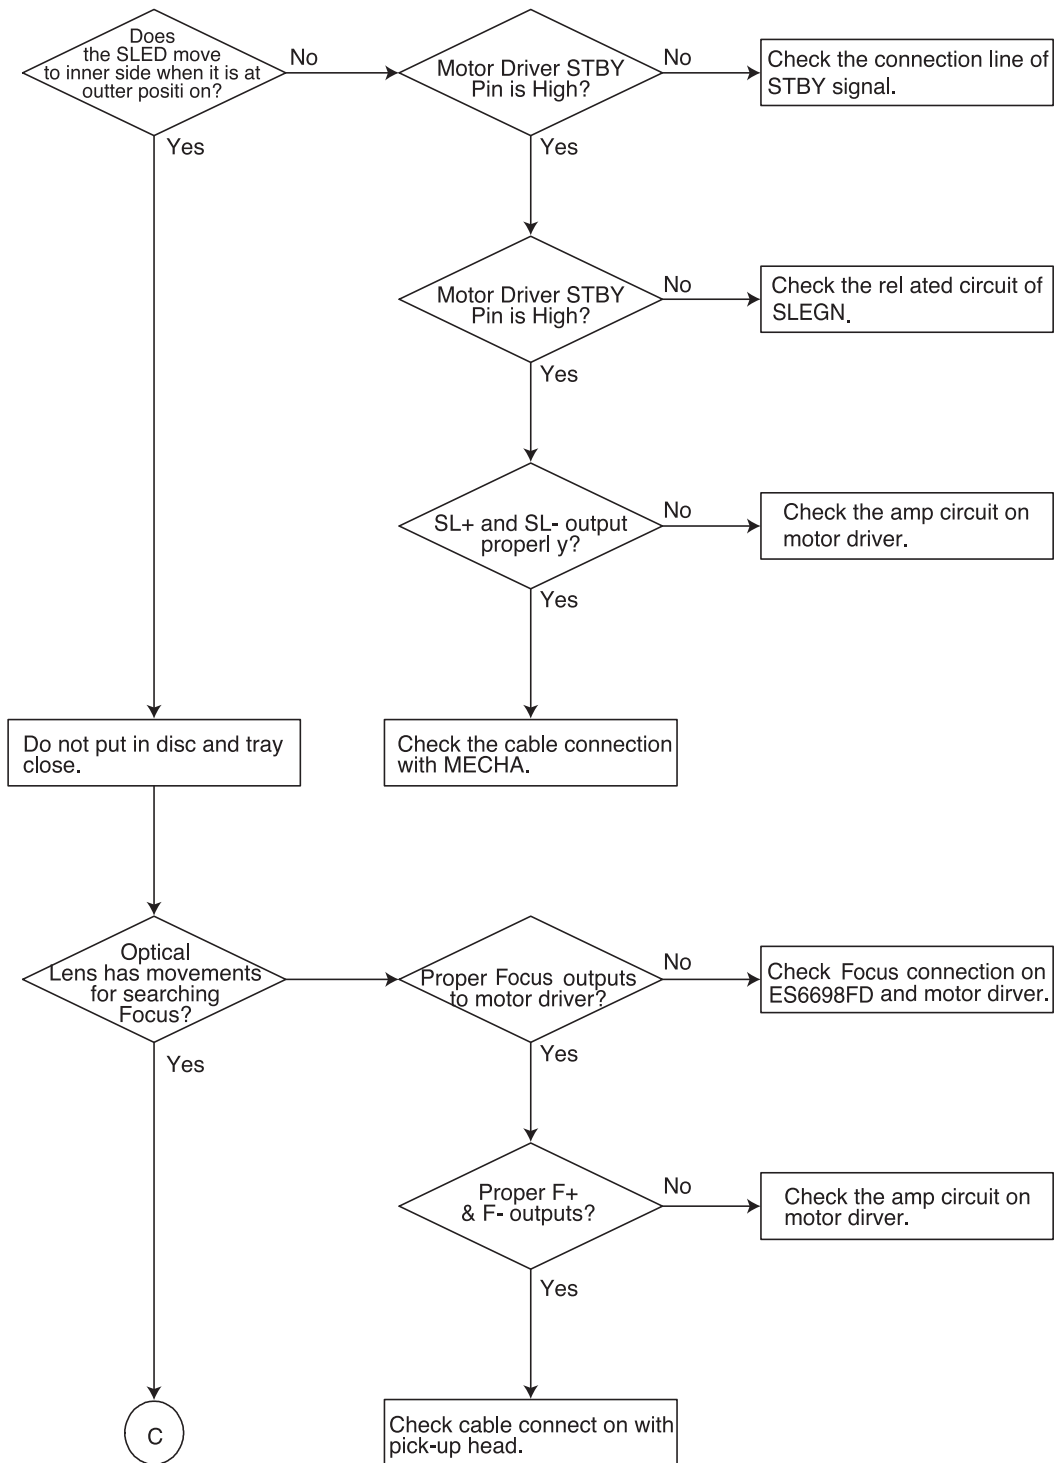 Does
the SLED move
to inner side when it is at
outter positi on?
No
Motor Driver STBY
Pin is High?
No
Check the connection line of
STBY signal.
Yes
Yes
Motor Driver STBY
Pin is High?
No
Check the rel ated circuit of
SLEGN.
Yes
SL+ and SL- output
properl y?
No
Check the amp circuit on
motor driver.
Yes
Do not put in disc and tray
close.
Check the cable connection
with MECHA.
Optical
Lens has movements
for searching
Focus?
Proper Focus outputs
to motor driver?
No
Check Focus connection on
ES6698FD and motor dirver.
Yes
Yes
Proper F+
& F- outputs?
No
Check the amp circuit on
motor dirver.
Yes
C
Check cable connect on with
pick-up head.